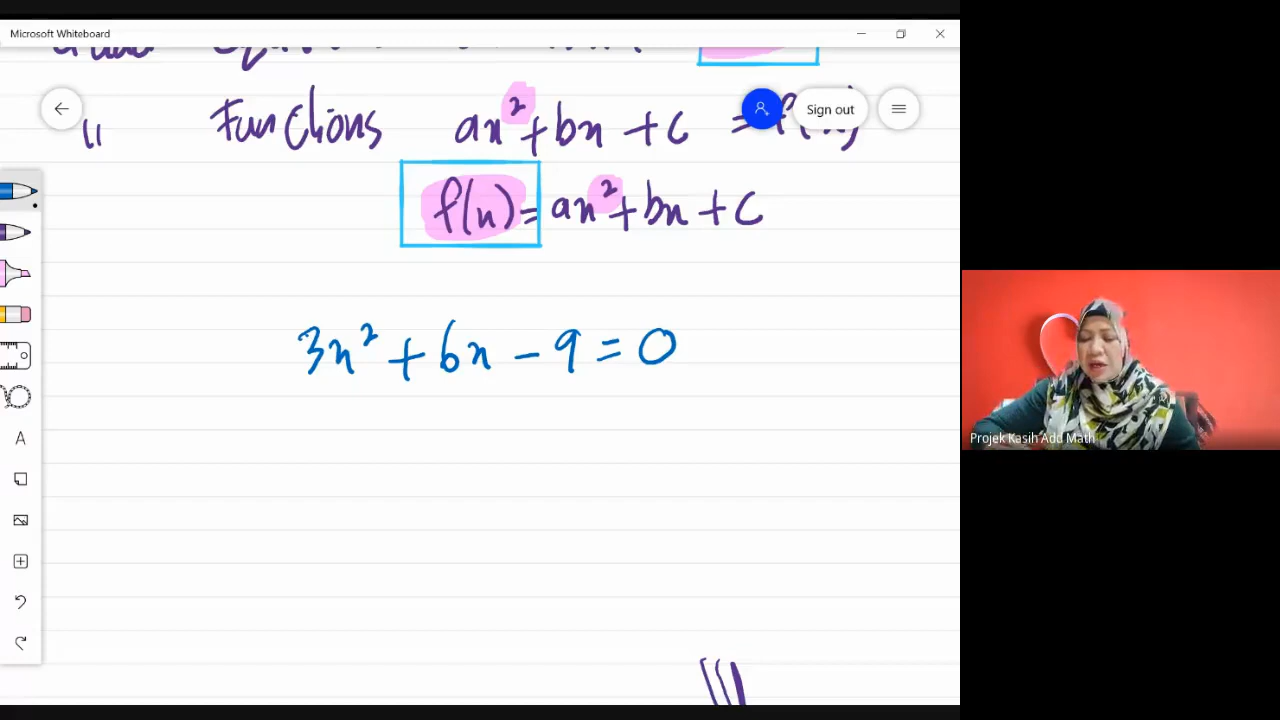 Microsoft Whiteboard
Sign out
" Functions ax²+bx+c = f(x)
f(x) = ax²+bx+c
3x² + 6x - 9 = 0
A
Projek Kasih Add Math